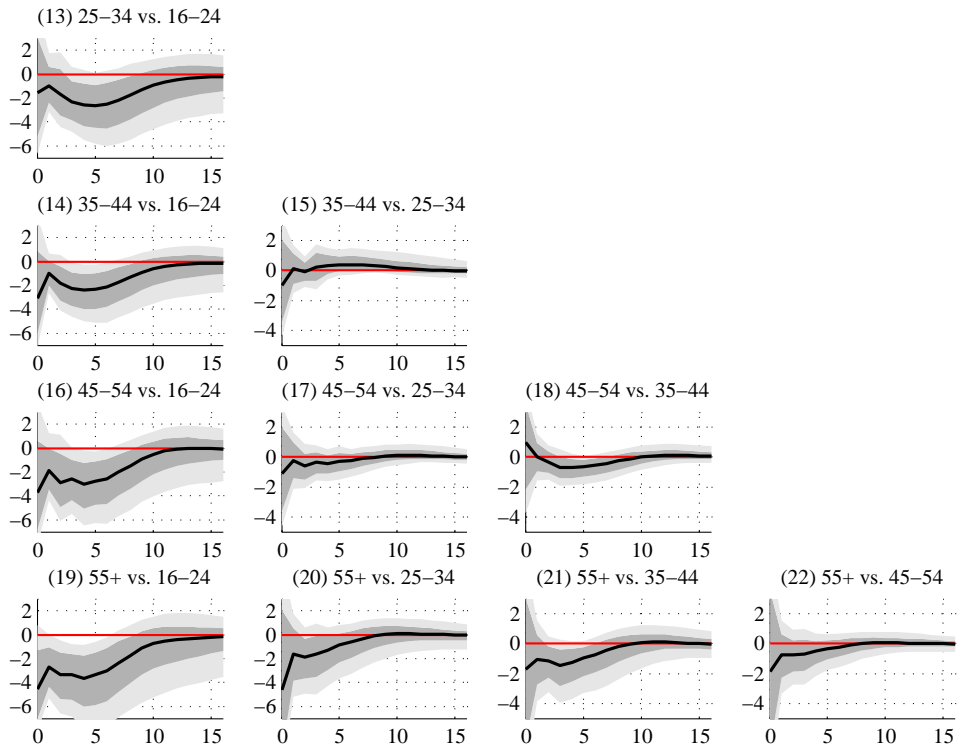 (13) 25–34 vs. 16–24
2
0
−2
−4
−6
0 5 10 15
(14) 35–44 vs. 16–24 (15) 35–44 vs. 25–34
2 2
0 0
−2 −2
−4 −4
−6
0 5 10 15 0 5 10 15
(16) 45–54 vs. 16–24 (17) 45–54 vs. 25–34 (18) 45–54 vs. 35–44
2 2 2
0 0 0
−2 −2 −2
−4 −4 −4
−6
0 5 10 15 0 5 10 15 0 5 10 15
(19) 55+ vs. 16–24 (20) 55+ vs. 25–34 (21) 55+ vs. 35–44 (22) 55+ vs. 45–54
2 2 2 2
0 0 0 0
−2 −2 −2 −2
−4 −4 −4 −4
−6 −6
0 5 10 15 0 5 10 15 0 5 10 15 0 5 10 15